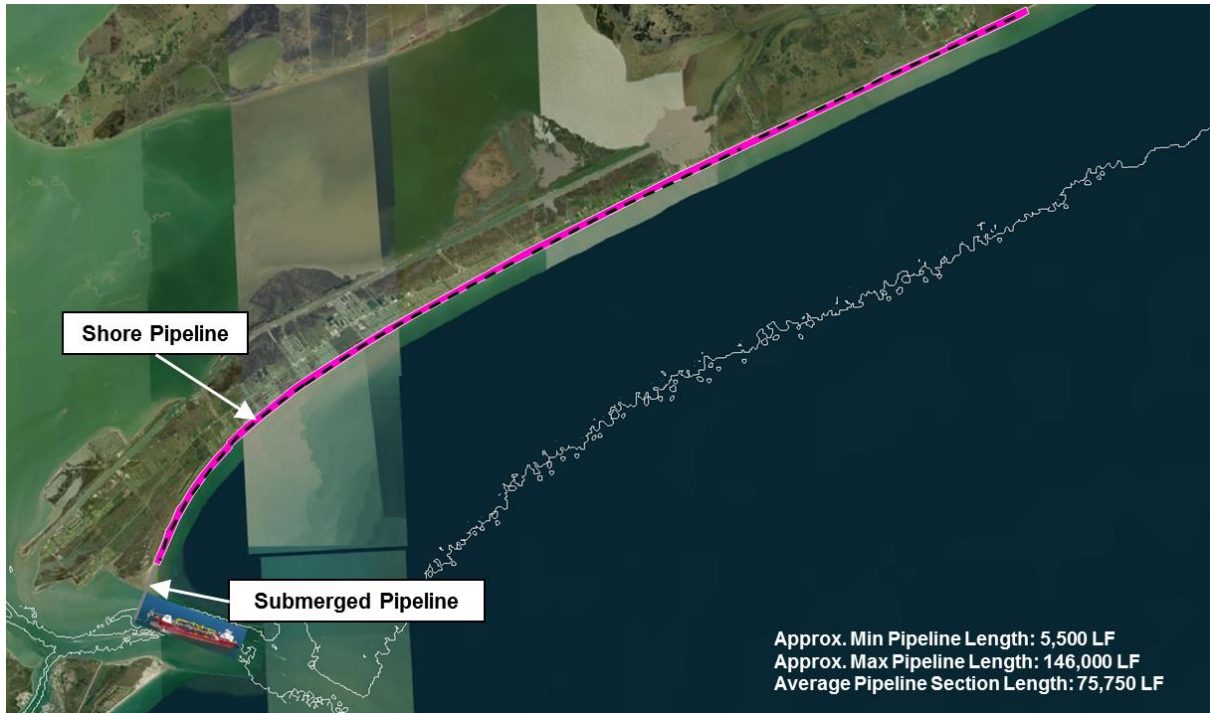 Shore Pipeline
Submerged Pipeline
Approx. Min Pipeline Length: 5,500 LF
Approx. Max Pipeline Length: 146,000 LF
Average Pipeline Section Length: 75,750 LF